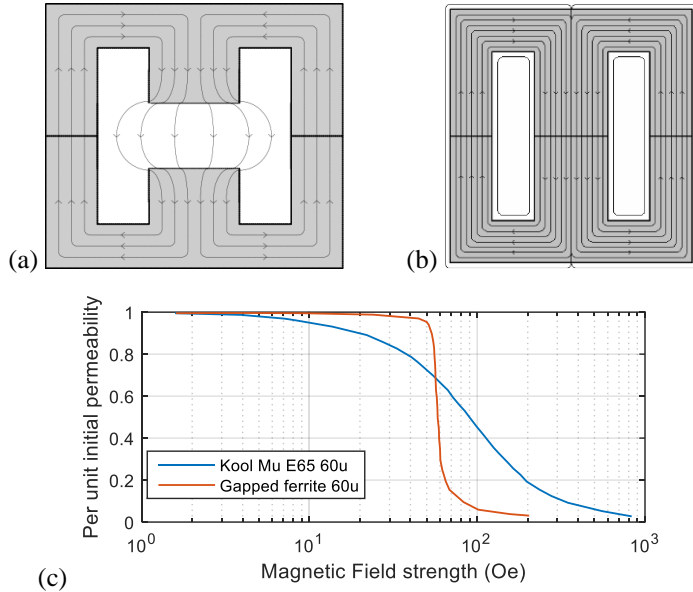 (a)
(b)
Per unit initial permeability
1
0.8
0.6
0.4
0.2
0
Kool Mu E65 60u
Gapped ferrite 60u
10^0
10^1
10^2
10^3
Magnetic Field strength (Oe)
(c)